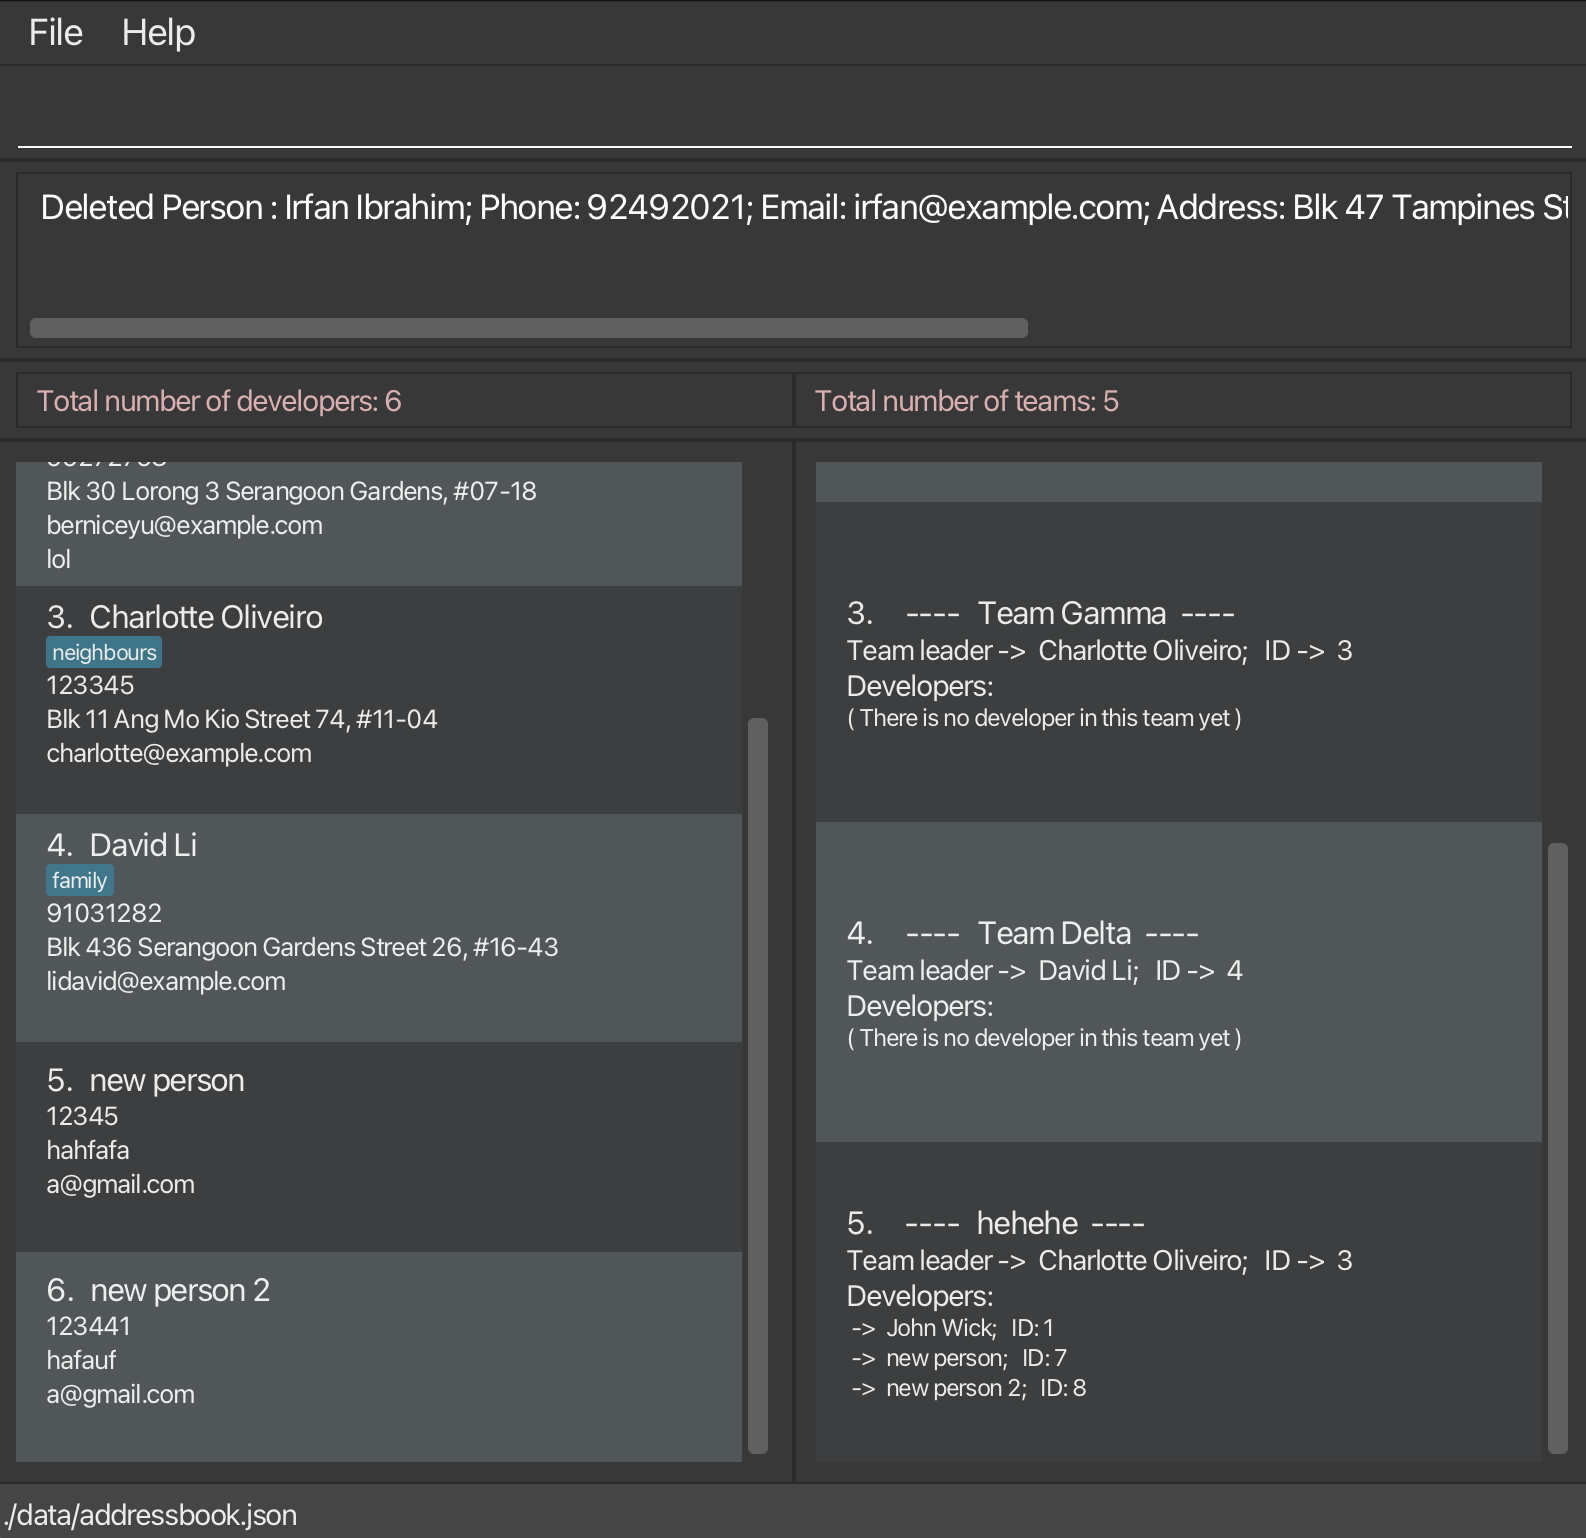 File Help
Deleted Person : Irfan Ibrahim; Phone: 92492021; Email: irfan@example.com; Address: Blk 47 Tampines
Total number of developers: 6
Total number of teams: 5
Blk 30 Lorong 3 Serangoon Gardens, #07-18
berniceyu@example.com
lol
3. Charlotte Oliveiro
neighbours
123345
Blk 11 Ang Mo Kio Street 74, #11-04
charlotte@example.com
4. David Li
family
91031282
Blk 436 Serangoon Gardens Street 26, #16-43
lidavid@example.com
5. new person
12345
hahfafa
a@gmail.com
6. new person 2
123441
hafauf
a@gmail.com
3. ---- Team Gamma ----
Team leader -> Charlotte Oliveiro; ID -> 3
Developers:
( There is no developer in this team yet )
4. ---- Team Delta ----
Team leader -> David Li; ID -> 4
Developers:
( There is no developer in this team yet )
5. ---- hehehe ----
Team leader -> Charlotte Oliveiro; ID -> 3
Developers:
-> John Wick; ID: 1
-> new person; ID: 7
-> new person 2; ID: 8
./data/addressbook.json